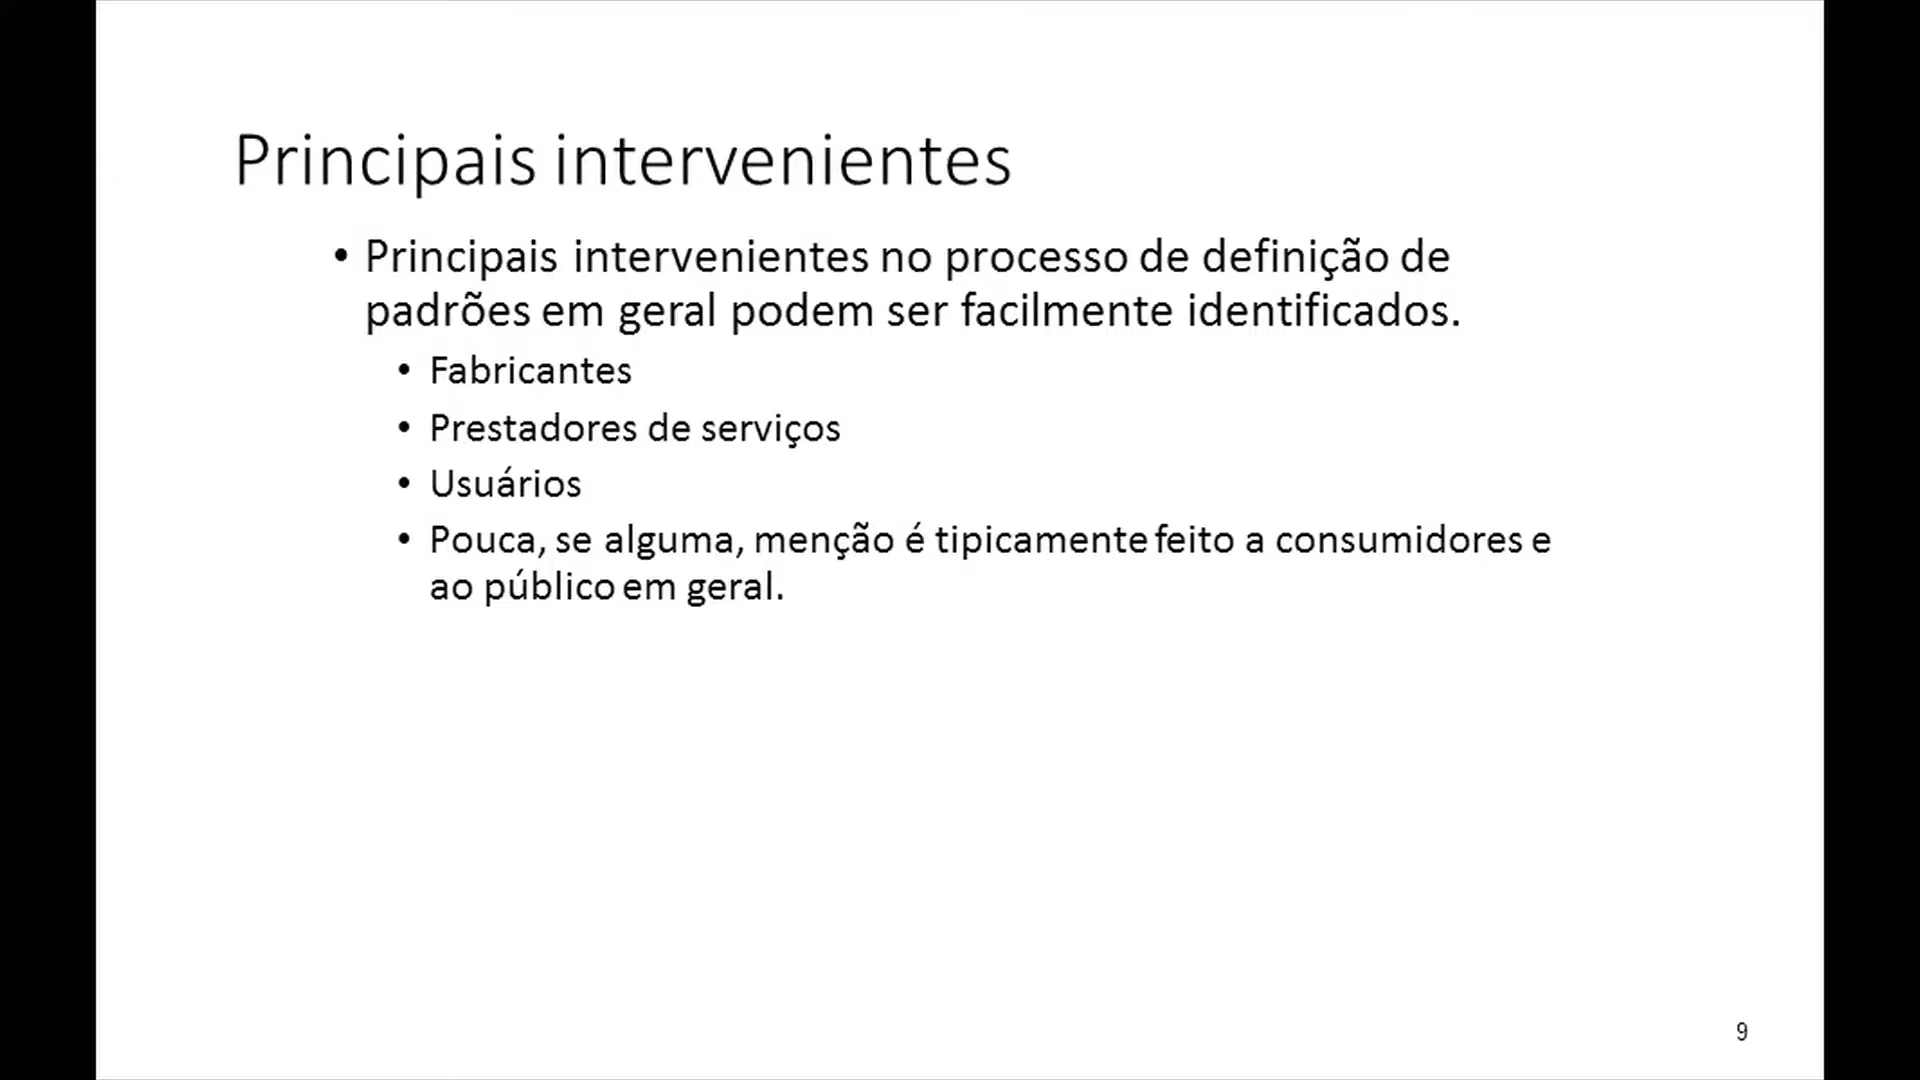 Principais intervenientes
• Principais intervenientes no processo de definição de
padrões em geral podem ser facilmente identificados.
• Fabricantes
• Prestadores de serviços
• Usuários
• Pouca, se alguma, menção é tipicamente feito a consumidores e
ao público em geral.
9